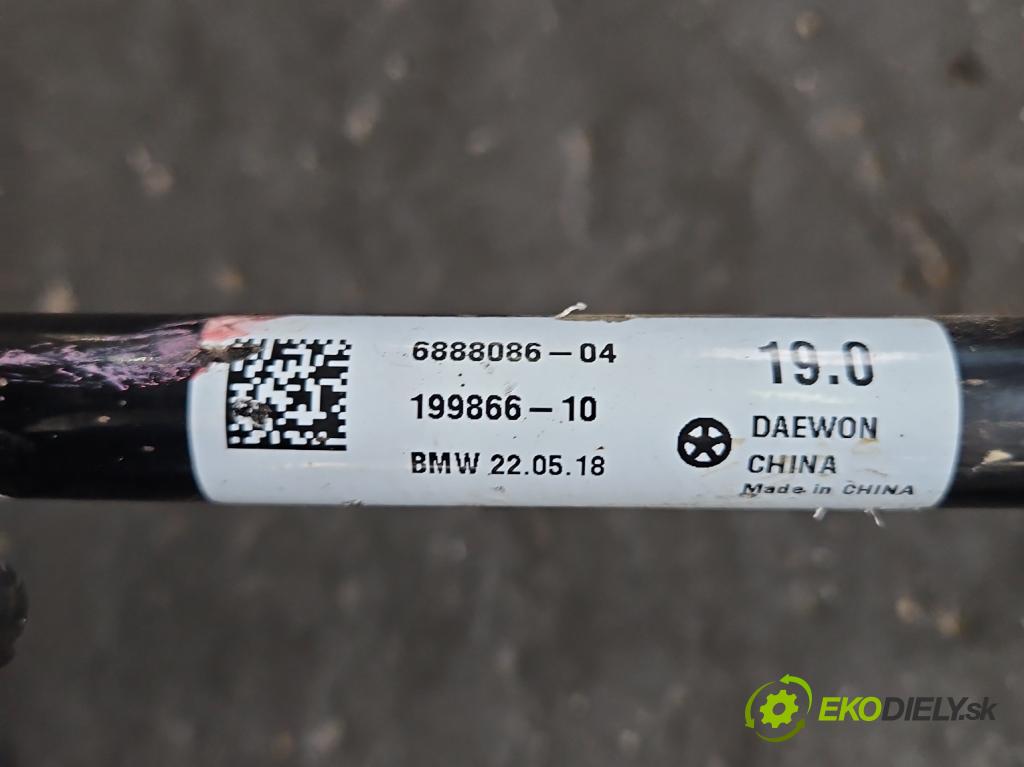 6888086-04
199866-10
BMW 22.05.18
19.0
DAEWON
CHINA
Made in CHINA
EKODIELY.sk